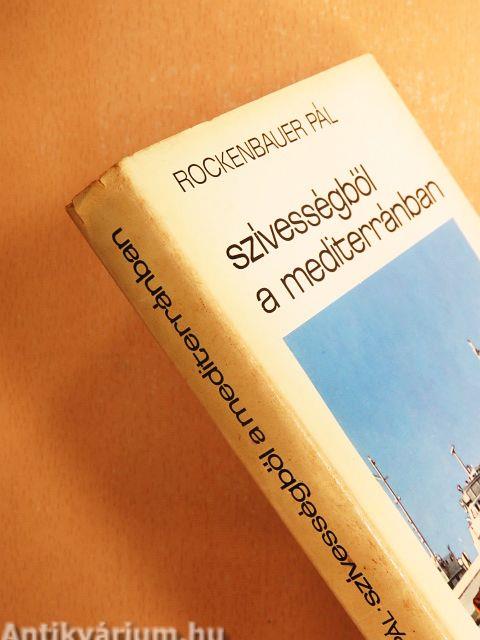 ROCKENBAUER PÁL
szívességből
a mediterránban
PÁL · szívességből a mediterránban
Antikvárium.hu